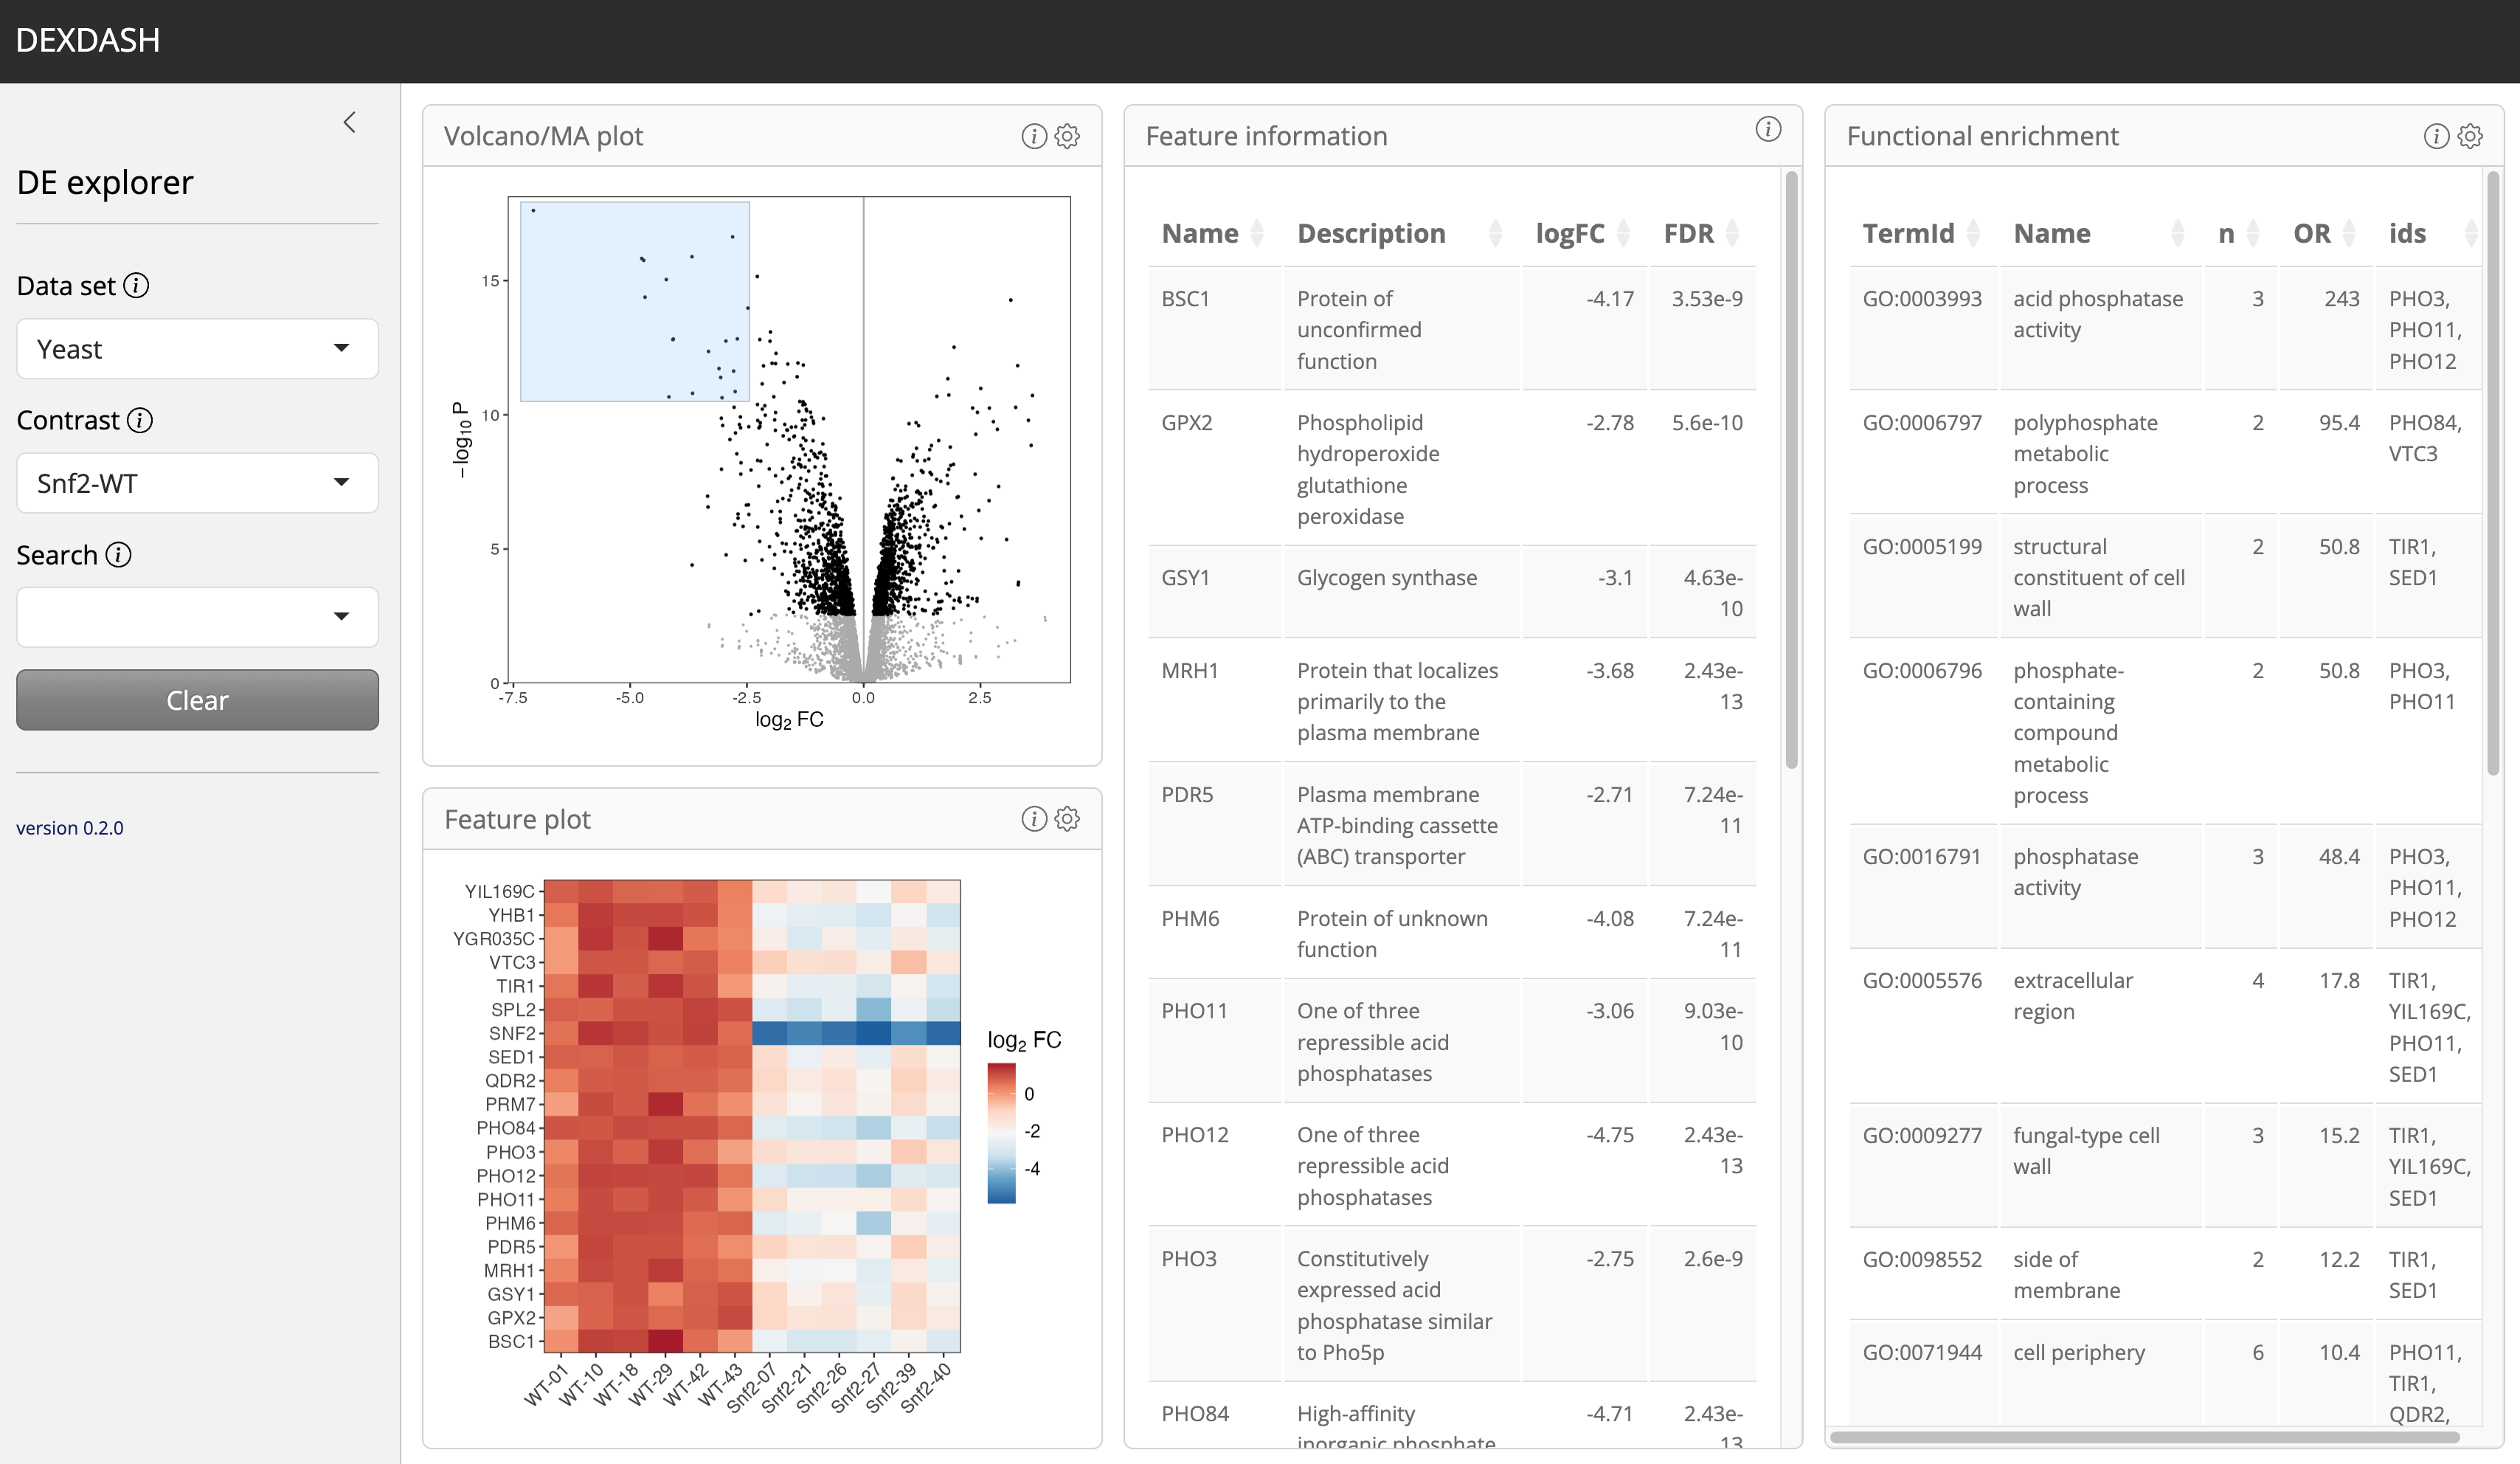 DEXDASH
DE explorer
Data set
Yeast
Contrast
Snf2-WT
Search
Clear
version 0.2.0
Volcano/MA plot
15
10
5
0
−log10 P
-7.5 -5.0 -2.5 0.0 2.5
log2 FC
Feature plot
YIL169C
YHB1
YGR035C
VTC3
TIR1
SPL2
SNF2
SED1
QDR2
PRM7
PHO84
PHO3
PHO12
PHO11
PHM6
PDR5
MRH1
GSY1
GPX2
BSC1
WT-01 WT-10 WT-18 WT-29 WT-42 WT-43 Snf2-07 Snf2-21 Snf2-26 Snf2-27 Snf2-39 Snf2-40
log2 FC
0
-2
-4
Feature information
Name Description logFC FDR
BSC1 Protein of -4.17 3.53e-9
unconfirmed
function
GPX2 Phospholipid -2.78 5.6e-10
hydroperoxide
glutathione
peroxidase
GSY1 Glycogen synthase -3.1 4.63e-
10
MRH1 Protein that localizes -3.68 2.43e-
primarily to the 13
plasma membrane
PDR5 Plasma membrane -2.71 7.24e-
ATP-binding cassette 11
(ABC) transporter
PHM6 Protein of unknown -4.08 7.24e-
function 11
PHO11 One of three -3.06 9.03e-
repressible acid 10
phosphatases
PHO12 One of three -4.75 2.43e-
repressible acid 13
phosphatases
PHO3 Constitutively -2.75 2.6e-9
expressed acid
phosphatase similar
to Pho5p
PHO84 High-affinity -4.71 2.43e-
inorganic phosphate 13
Functional enrichment
TermId Name n OR ids
GO:0003993 acid phosphatase 3 243 PHO3,
activity PHO11,
PHO12
GO:0006797 polyphosphate 2 95.4 PHO84,
metabolic VTC3
process
GO:0005199 structural 2 50.8 TIR1,
constituent of cell SED1
wall
GO:0006796 phosphate- 2 50.8 PHO3,
containing PHO11
compound
metabolic
process
GO:0016791 phosphatase 3 48.4 PHO3,
activity PHO11,
PHO12
GO:0005576 extracellular 4 17.8 TIR1,
region YIL169C,
PHO11,
SED1
GO:0009277 fungal-type cell 3 15.2 TIR1,
wall YIL169C,
SED1
GO:0098552 side of 2 12.2 TIR1,
membrane SED1
GO:0071944 cell periphery 6 10.4 PHO11,
TIR1,
QDR2,